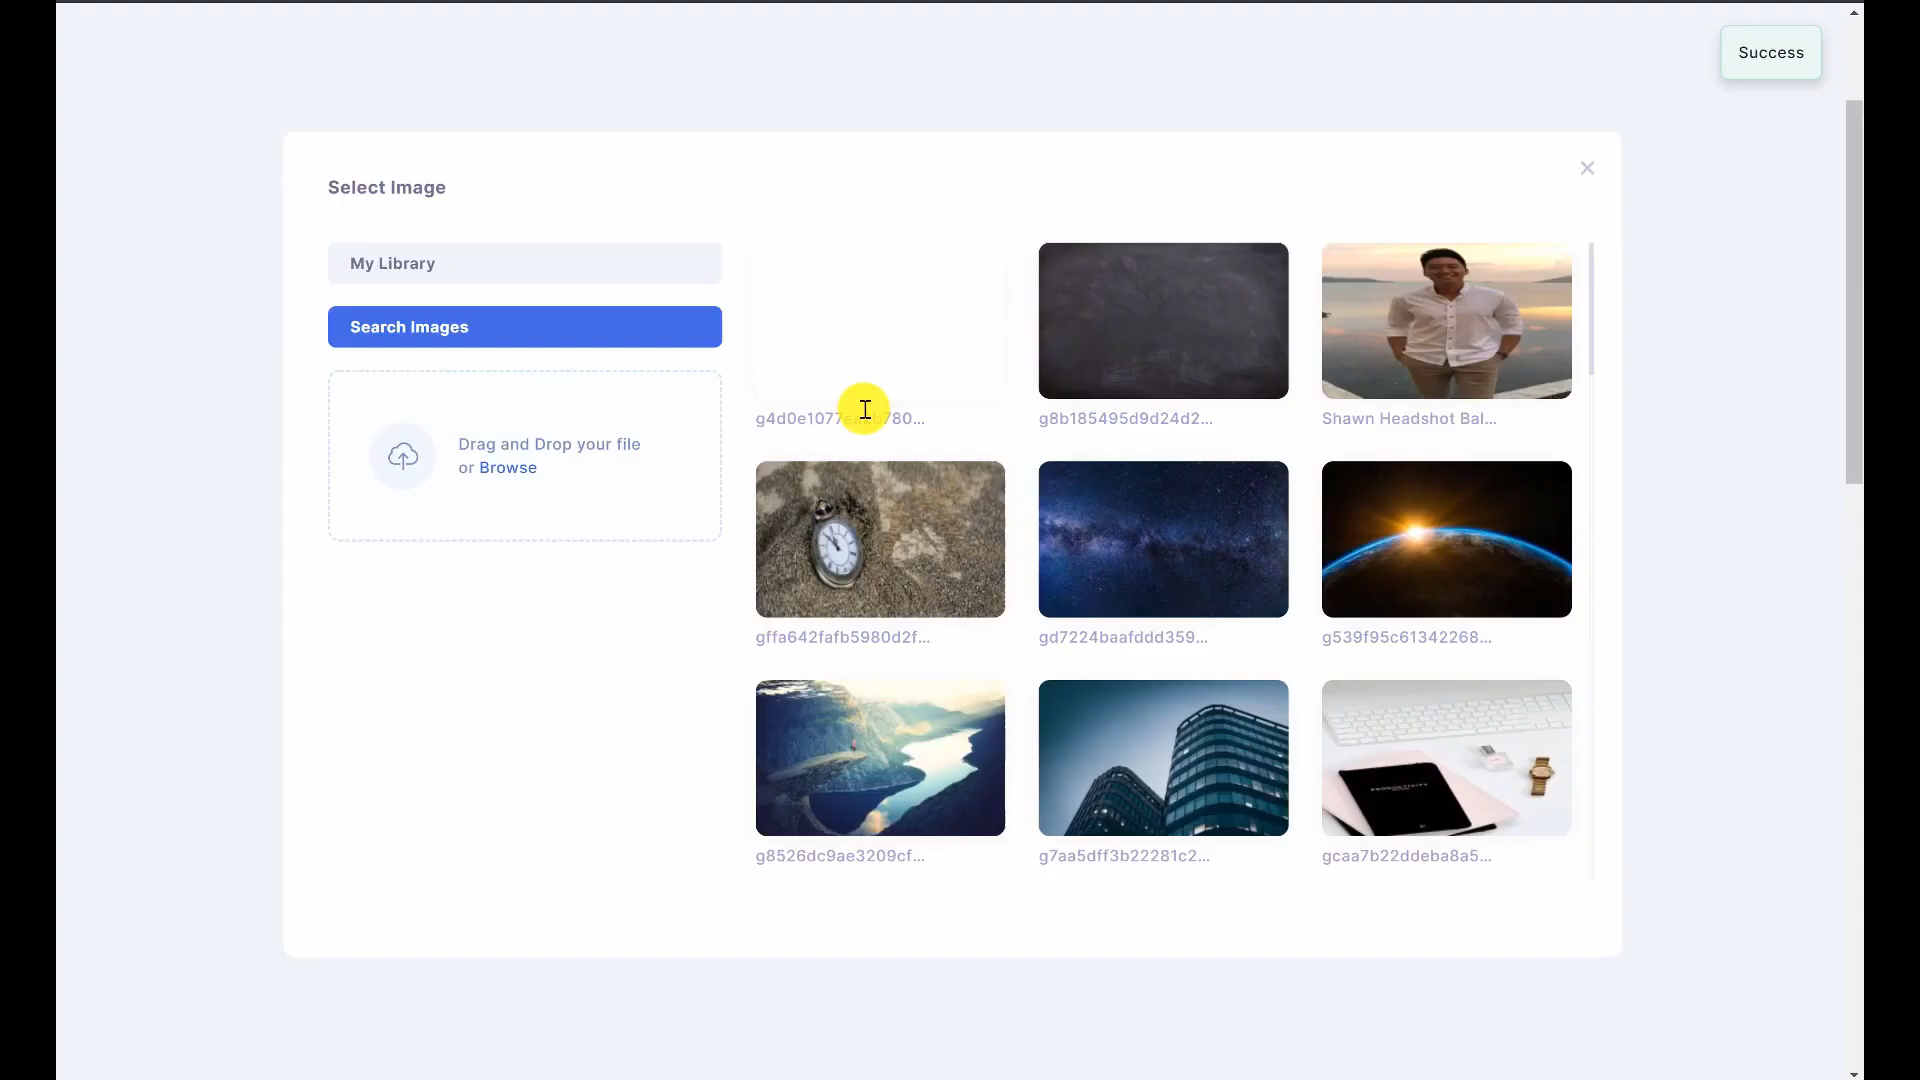 Success
Select Image
My Library
Search Images
Drag and Drop your file
or Browse
g8b185495d9d24d2...
Shawn Headshot Bal...
gffa642fafb5980d2f...
gd7224baafddd359...
g539f95c61342268...
PRODUCTIVITY
g8526dc9ae3209cf...
g7aa5dff3b22281c2...
gcaa7b22ddeba8a5...